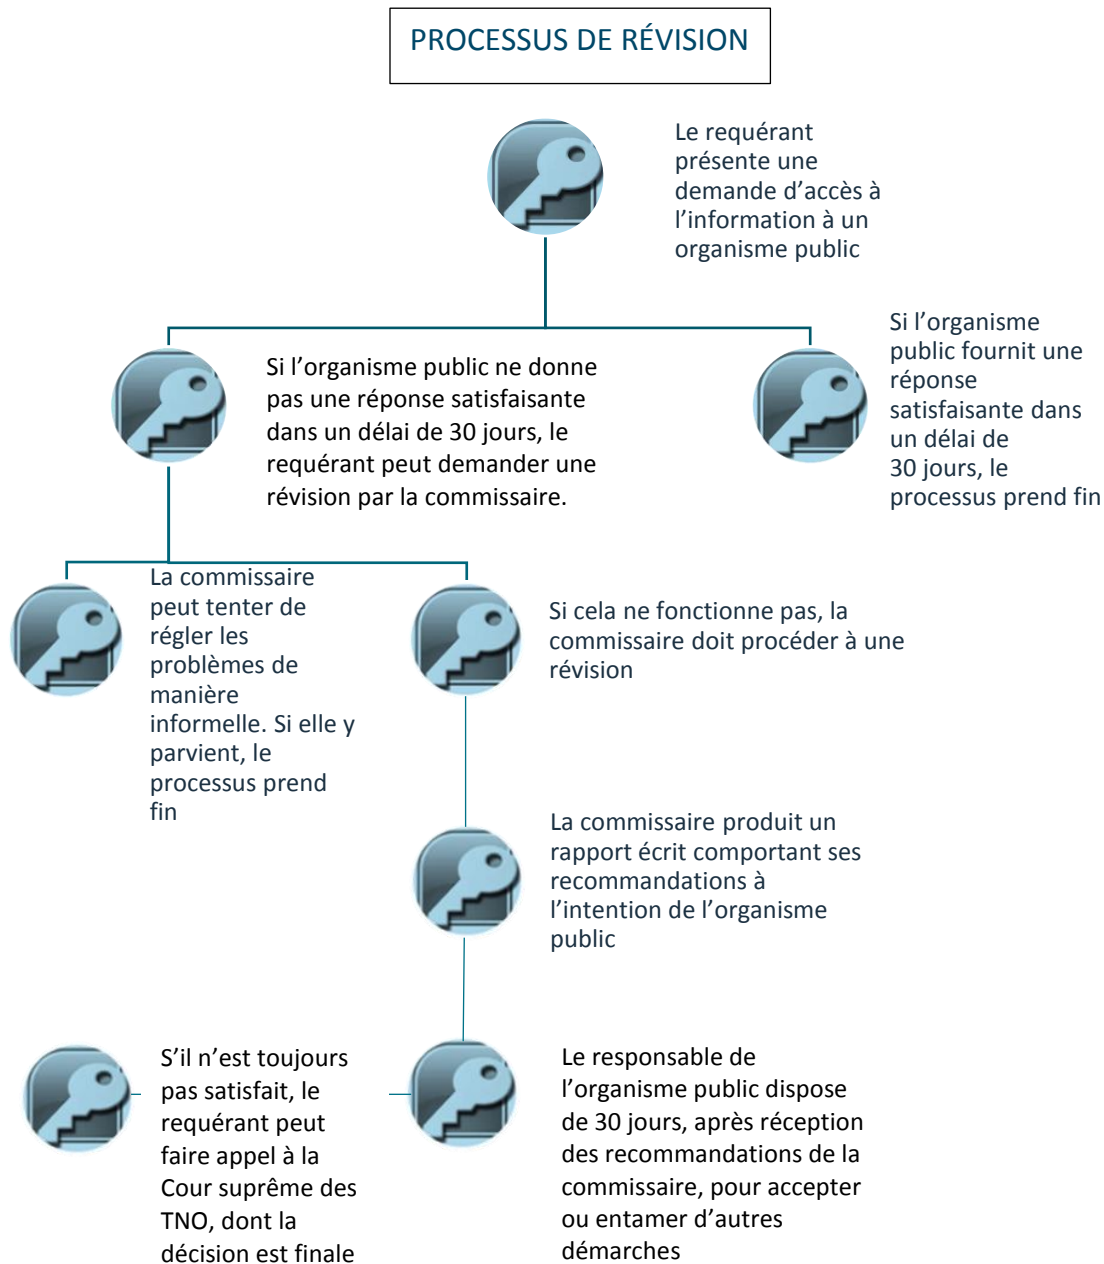 PROCESSUS DE RÉVISION
Le requérant
présente une
demande d’accès à
l’information à un
organisme public
Si l’organisme
public fournit une
réponse
satisfaisante dans
un délai de
30 jours, le
processus prend fin
Si l’organisme public ne donne
pas une réponse satisfaisante
dans un délai de 30 jours, le
requérant peut demander une
révision par la commissaire.
La commissaire
peut tenter de
régler les
problèmes de
manière
informelle. Si elle y
parvient, le
processus prend
fin
Si cela ne fonctionne pas, la
commissaire doit procéder à une
révision
La commissaire produit un
rapport écrit comportant ses
recommandations à
l’intention de l’organisme
public
S’il n’est toujours
pas satisfait, le
requérant peut
faire appel à la
Cour suprême des
TNO, dont la
décision est finale
Le responsable de
l’organisme public dispose
de 30 jours, après réception
des recommandations de la
commissaire, pour accepter
ou entamer d’autres
démarches